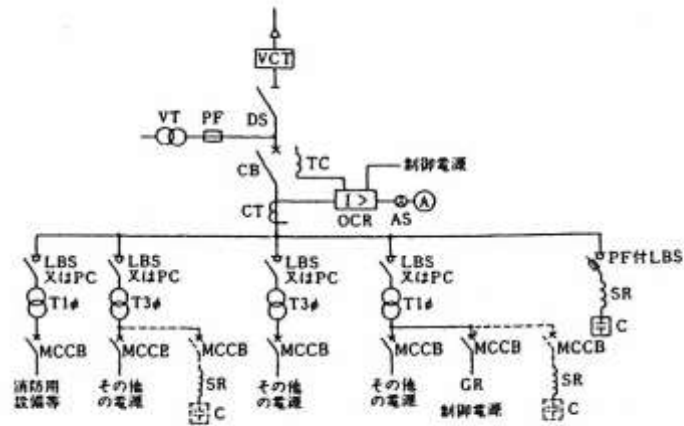 VCT
VT PF
DS
TC
CB
制御電源
CT
I >
OCR
AS
A
LBS
又はPC
LBS
又はPC
LBS
又はPC
LBS
又はPC
PF付LBS
T1φ
T3φ
T3φ
T1φ
SR
C
MCCB
MCCB
MCCB
MCCB
MCCB
MCCB
MCCB
消防用
設備等
その他
の電源
SR
C
その他
の電源
その他
の電源
GR
制御電源
SR
C